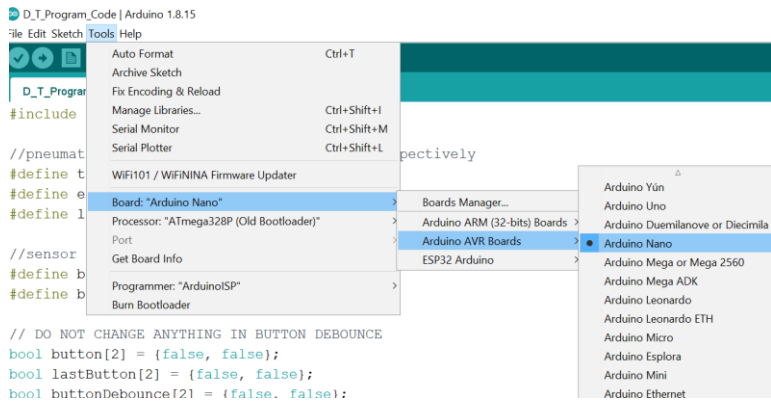 D_T_Program_Code | Arduino 1.8.15
File Edit Sketch Tools Help
D_T_Progra
Auto Format Ctrl+T
Archive Sketch
Fix Encoding & Reload
Manage Libraries... Ctrl+Shift+I
Serial Monitor Ctrl+Shift+M
Serial Plotter Ctrl+Shift+L
WiFi101 / WiFiNINA Firmware Updater
Board: "Arduino Nano"
Processor: "ATmega328P (Old Bootloader)"
Port
Get Board Info
Programmer: "ArduinoISP"
Burn Bootloader
Boards Manager...
Arduino ARM (32-bits) Boards
Arduino AVR Boards
ESP32 Arduino
Arduino Yún
Arduino Uno
Arduino Duemilanove or Diecimila
Arduino Nano
Arduino Mega or Mega 2560
Arduino Mega ADK
Arduino Leonardo
Arduino Leonardo ETH
Arduino Micro
Arduino Esplora
Arduino Mini
Arduino Ethernet
#include
//pneumat pectively
#define t
#define e
#define l
//sensor
#define b
#define b
// DO NOT CHANGE ANYTHING IN BUTTON DEBOUNCE
bool button[2] = {false, false};
bool lastButton[2] = {false, false};
bool buttonDebounce[2] = {false, false};